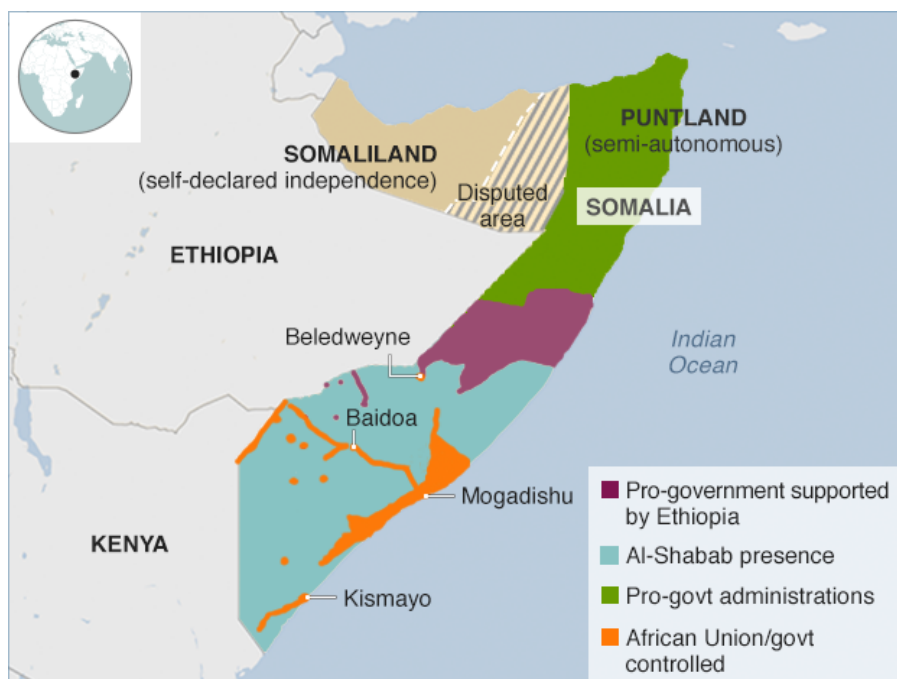 PUNTLAND
(semi-autonomous)
SOMALILAND
(self-declared independence)
Disputed
area
SOMALIA
ETHIOPIA
Beledweyne
Indian
Ocean
Baidoa
Mogadishu
KENYA
Kismayo
Pro-government supported
by Ethiopia
Al-Shabab presence
Pro-govt administrations
African Union/govt
controlled